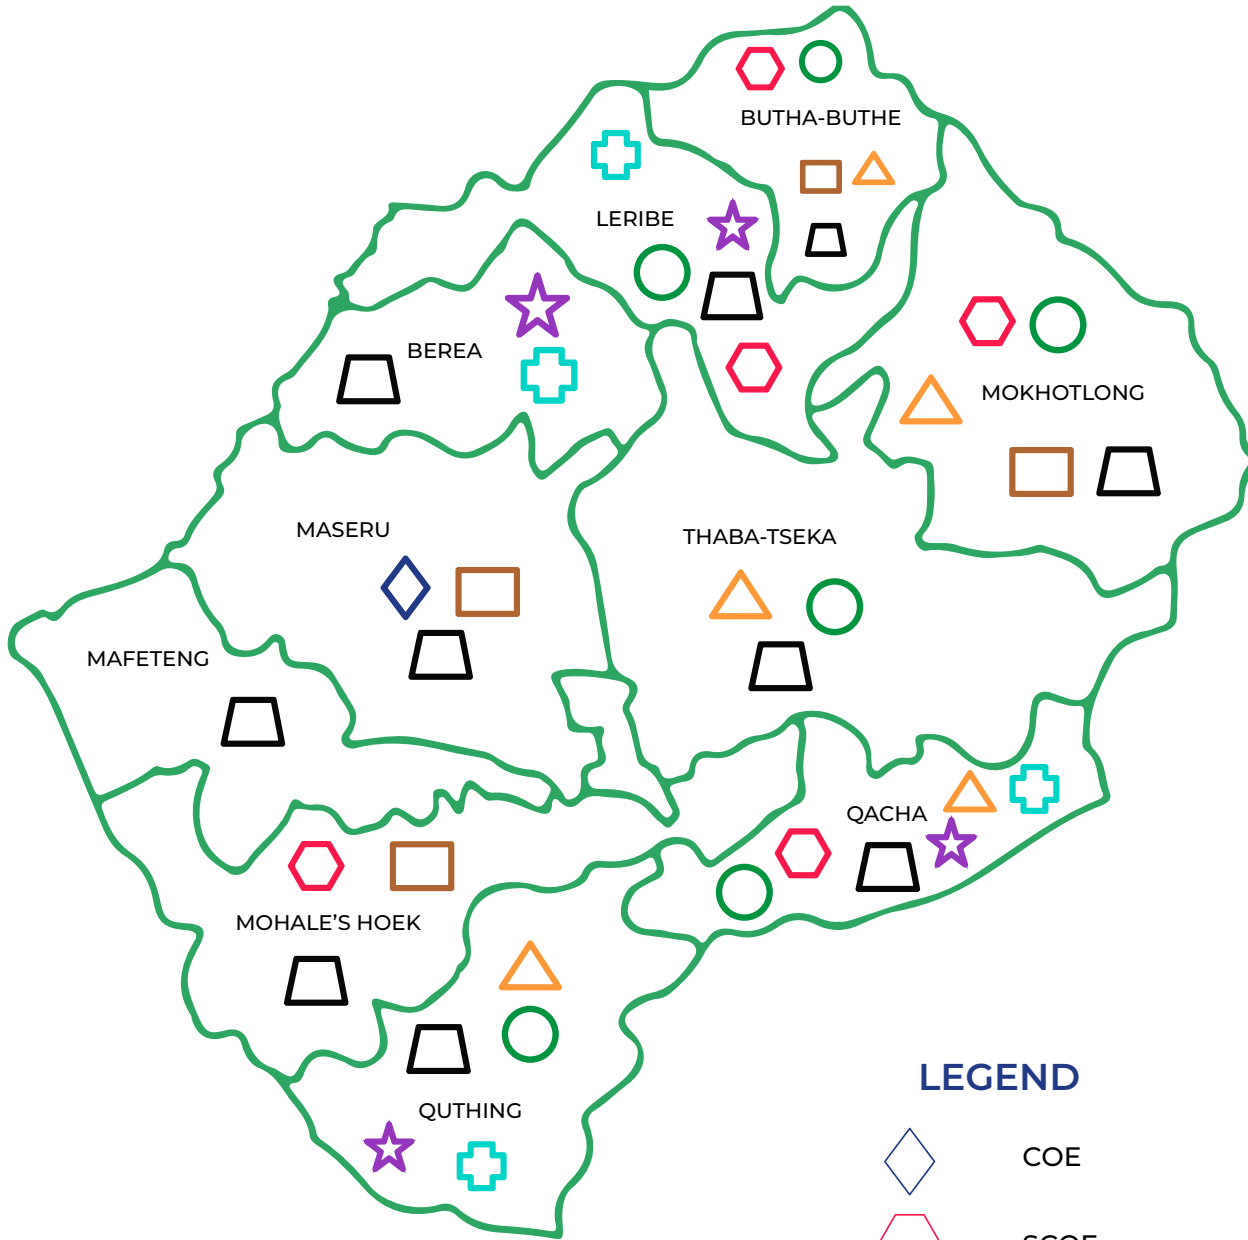 BUTHA-BUTHE
LERIBE
BEREA
MOKHOTLONG
MASERU
THABA-TSEKA
MAFETENG
QACHA
MOHALE'S HOEK
QUTHING
LEGEND
COE